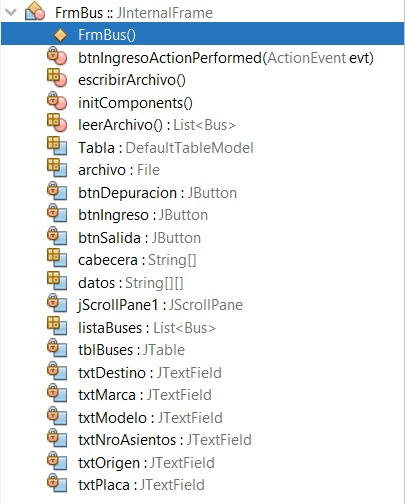 FrmBus :: JInternalFrame
FrmBus()
btnIngresoActionPerformed(ActionEvent evt)
escribirArchivo()
initComponents()
leerArchivo() : List<Bus>
Tabla : DefaultTableModel
archivo : File
btnDepuracion : JButton
btnIngreso : JButton
btnSalida : JButton
cabecera : String[]
datos : String[][]
jScrollPane1 : JScrollPane
listaBuses : List<Bus>
tblBuses : JTable
txtDestino : JTextField
txtMarca : JTextField
txtModelo : JTextField
txtNroAsientos : JTextField
txtOrigen : JTextField
txtPlaca : JTextField